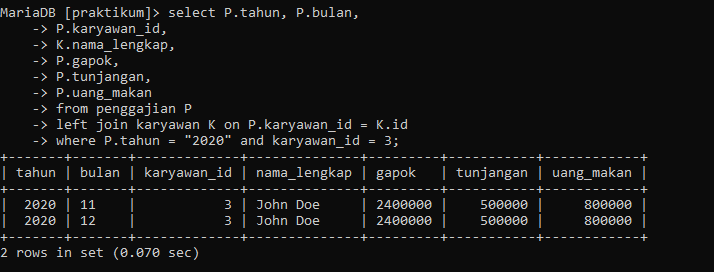 MariaDB [praktikum]> select P.tahun, P.bulan,
    -> P.karyawan_id,
    -> K.nama_lengkap,
    -> P.gapok,
    -> P.tunjangan,
    -> P.uang_makan
    -> from penggajian P
    -> left join karyawan K on P.karyawan_id = K.id
    -> where P.tahun = "2020" and karyawan_id = 3;
+-------+-------+-------------+--------------+---------+-----------+------------+
| tahun | bulan | karyawan_id | nama_lengkap | gapok   | tunjangan | uang_makan |
+-------+-------+-------------+--------------+---------+-----------+------------+
|  2020 | 11    |           3 | John Doe     | 2400000 |    500000 |     800000 |
|  2020 | 12    |           3 | John Doe     | 2400000 |    500000 |     800000 |
+-------+-------+-------------+--------------+---------+-----------+------------+
2 rows in set (0.070 sec)